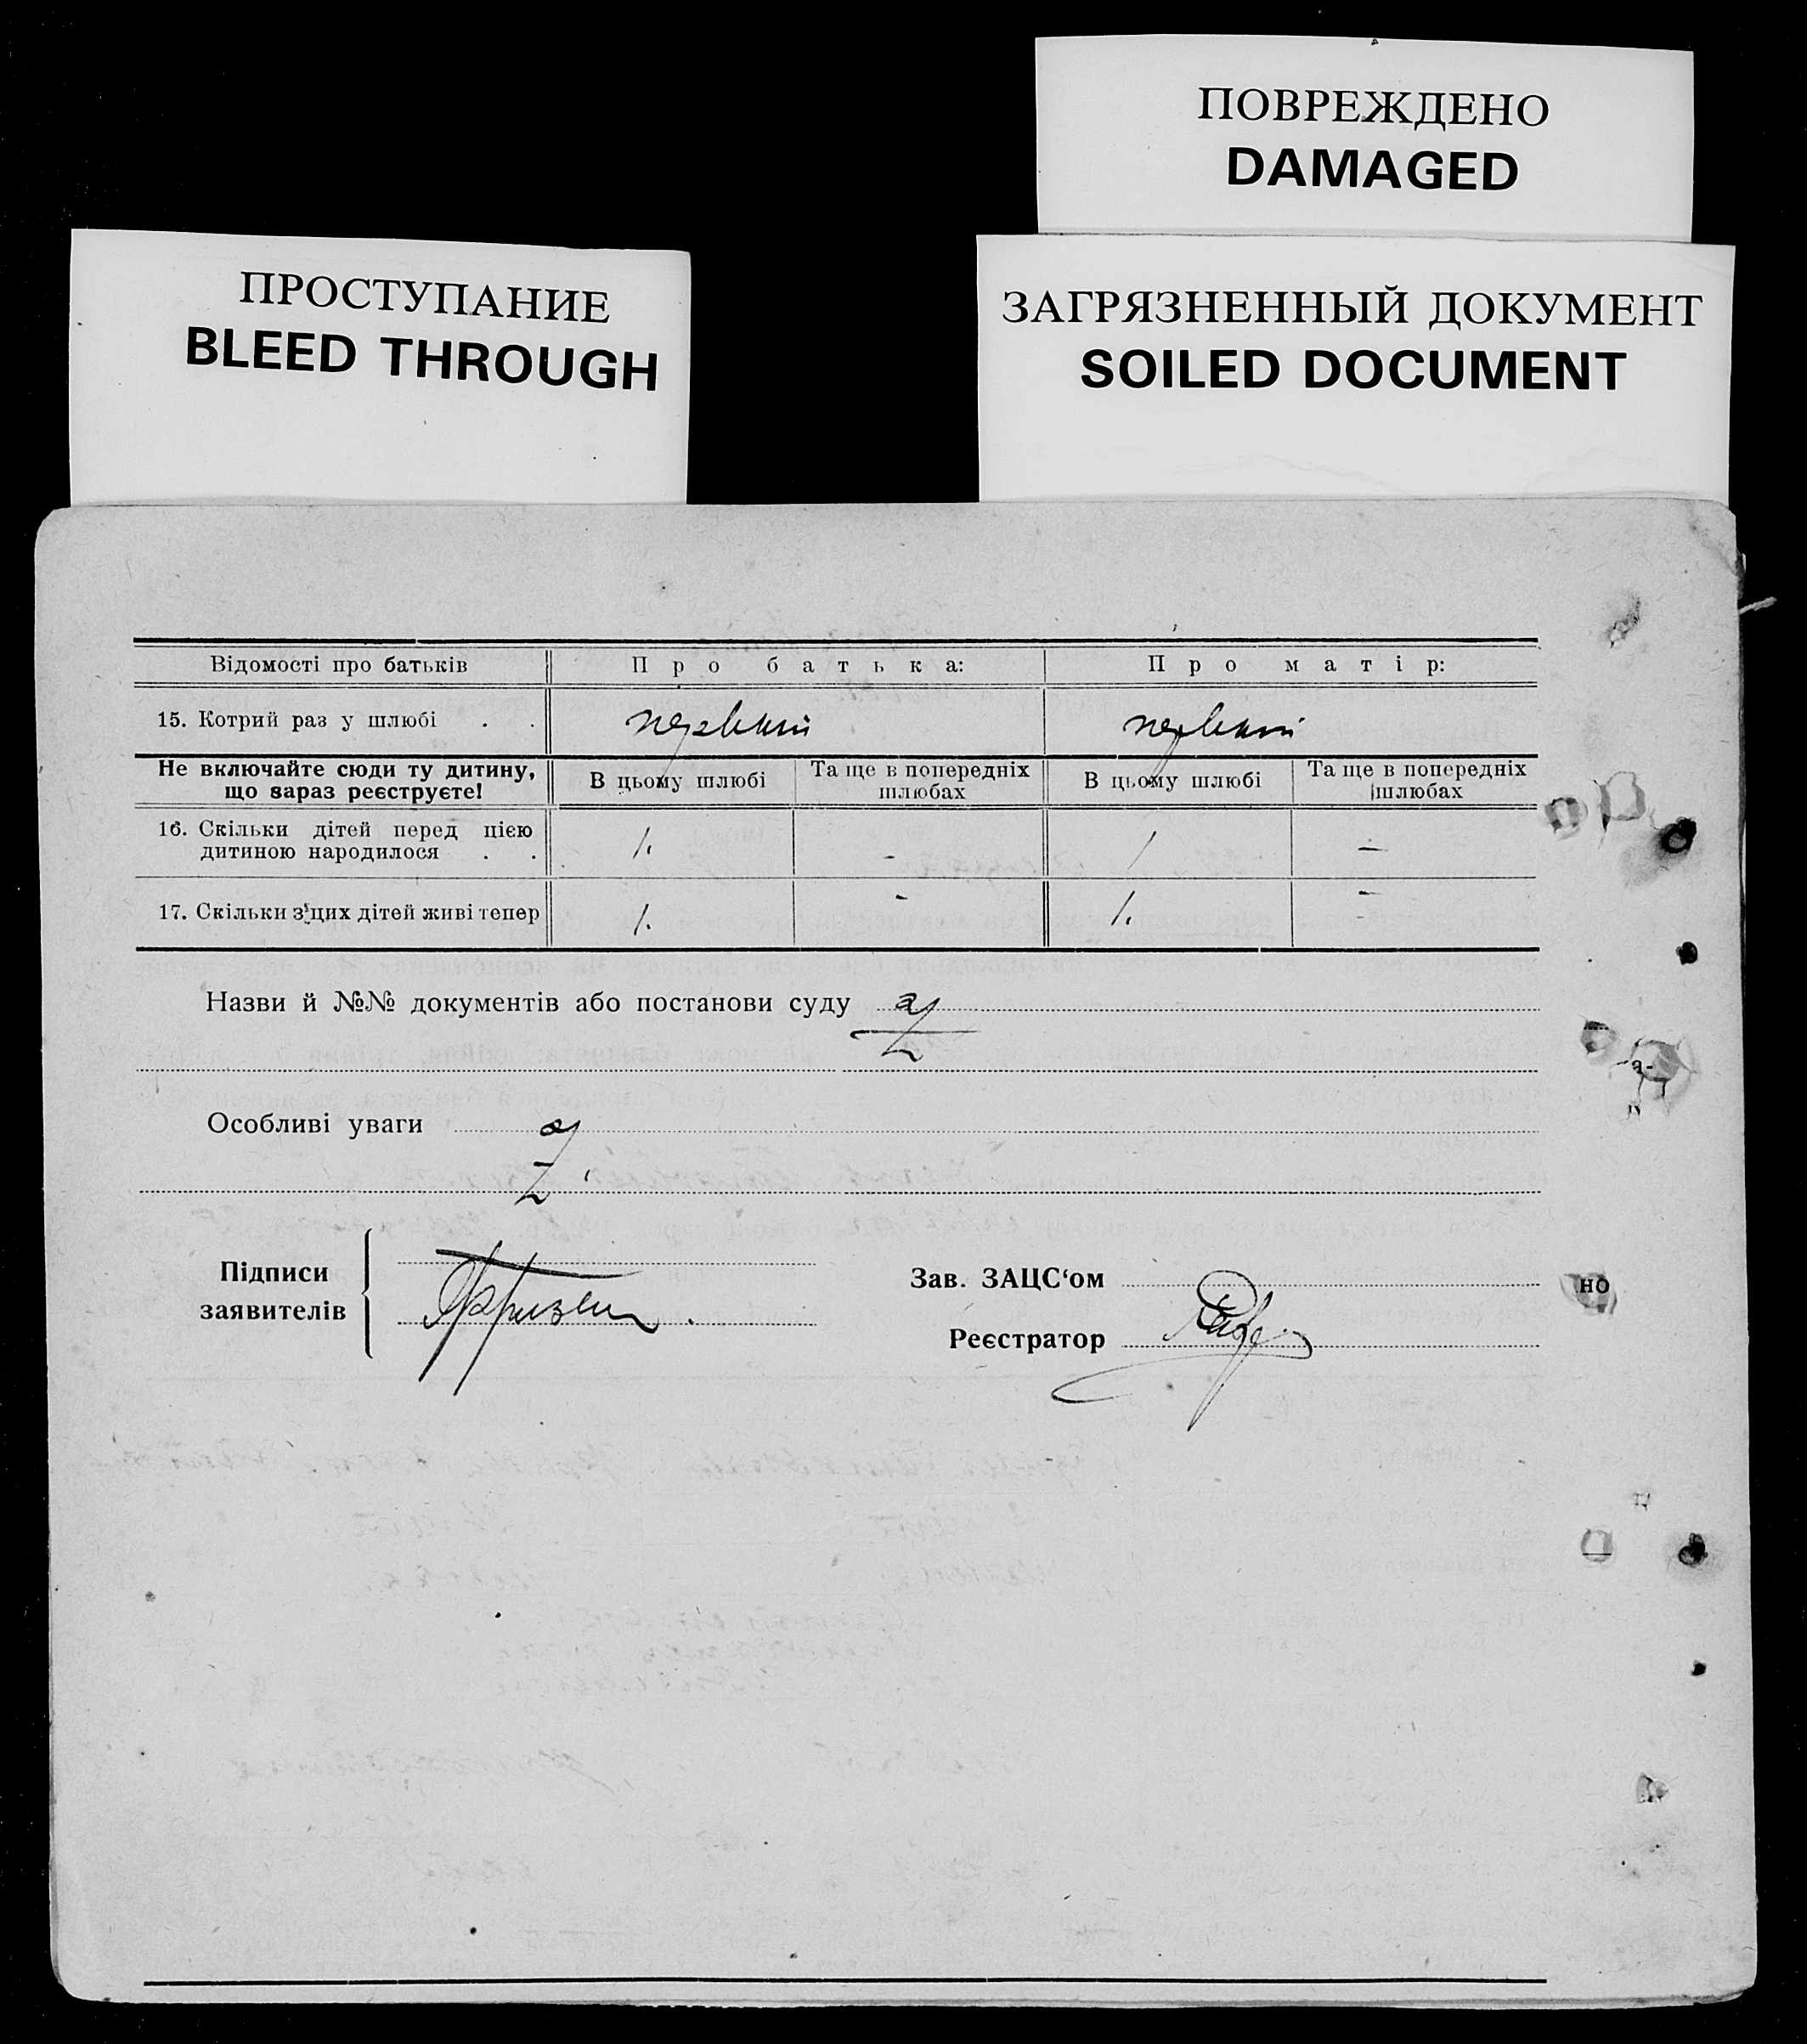 ПОВРЕЖДЕНО
DAMAGED
ПРОСТУПАНИЕ
BLEED THROUGH
ЗАГРЯЗНЕННЫЙ ДОКУМЕНТ
SOILED DOCUMENT
Відомості про батьків Про батька: Про матір:
15. Котрий раз у шлюбі . . первий первий
Не включайте сюди ту дитину, що зараз реєструєте! В цьому шлюбі Та ще в попередніх шлюбах В цьому шлюбі Та ще в попередніх шлюбах
16. Скільки дітей перед цією
дитиною народилося . . 1. - 1 -
17. Скільки з цих дітей живі тепер 1. - 1. -
Назви й №№ документів або постанови суду
Особливі уваги
Підписи
заявителів
Зав. ЗАЦС‘ом
Реєстратор
но